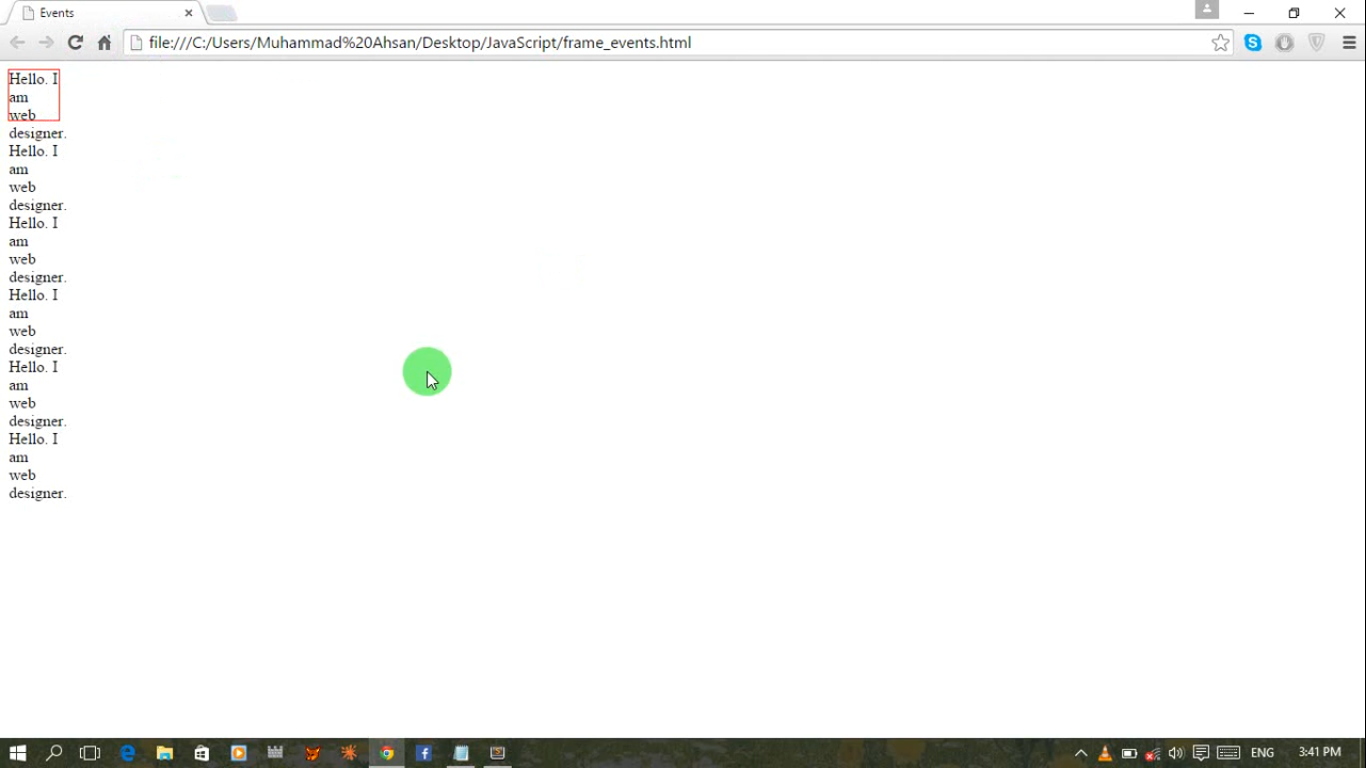 Events
file:///C:/Users/Muhammad%20Ahsan/Desktop/JavaScript/frame_events.html
Hello. I
am
web
designer.
Hello. I
am
web
designer.
Hello. I
am
web
designer.
Hello. I
am
web
designer.
Hello. I
am
web
designer.
Hello. I
am
web
designer.
ENG
3:41 PM